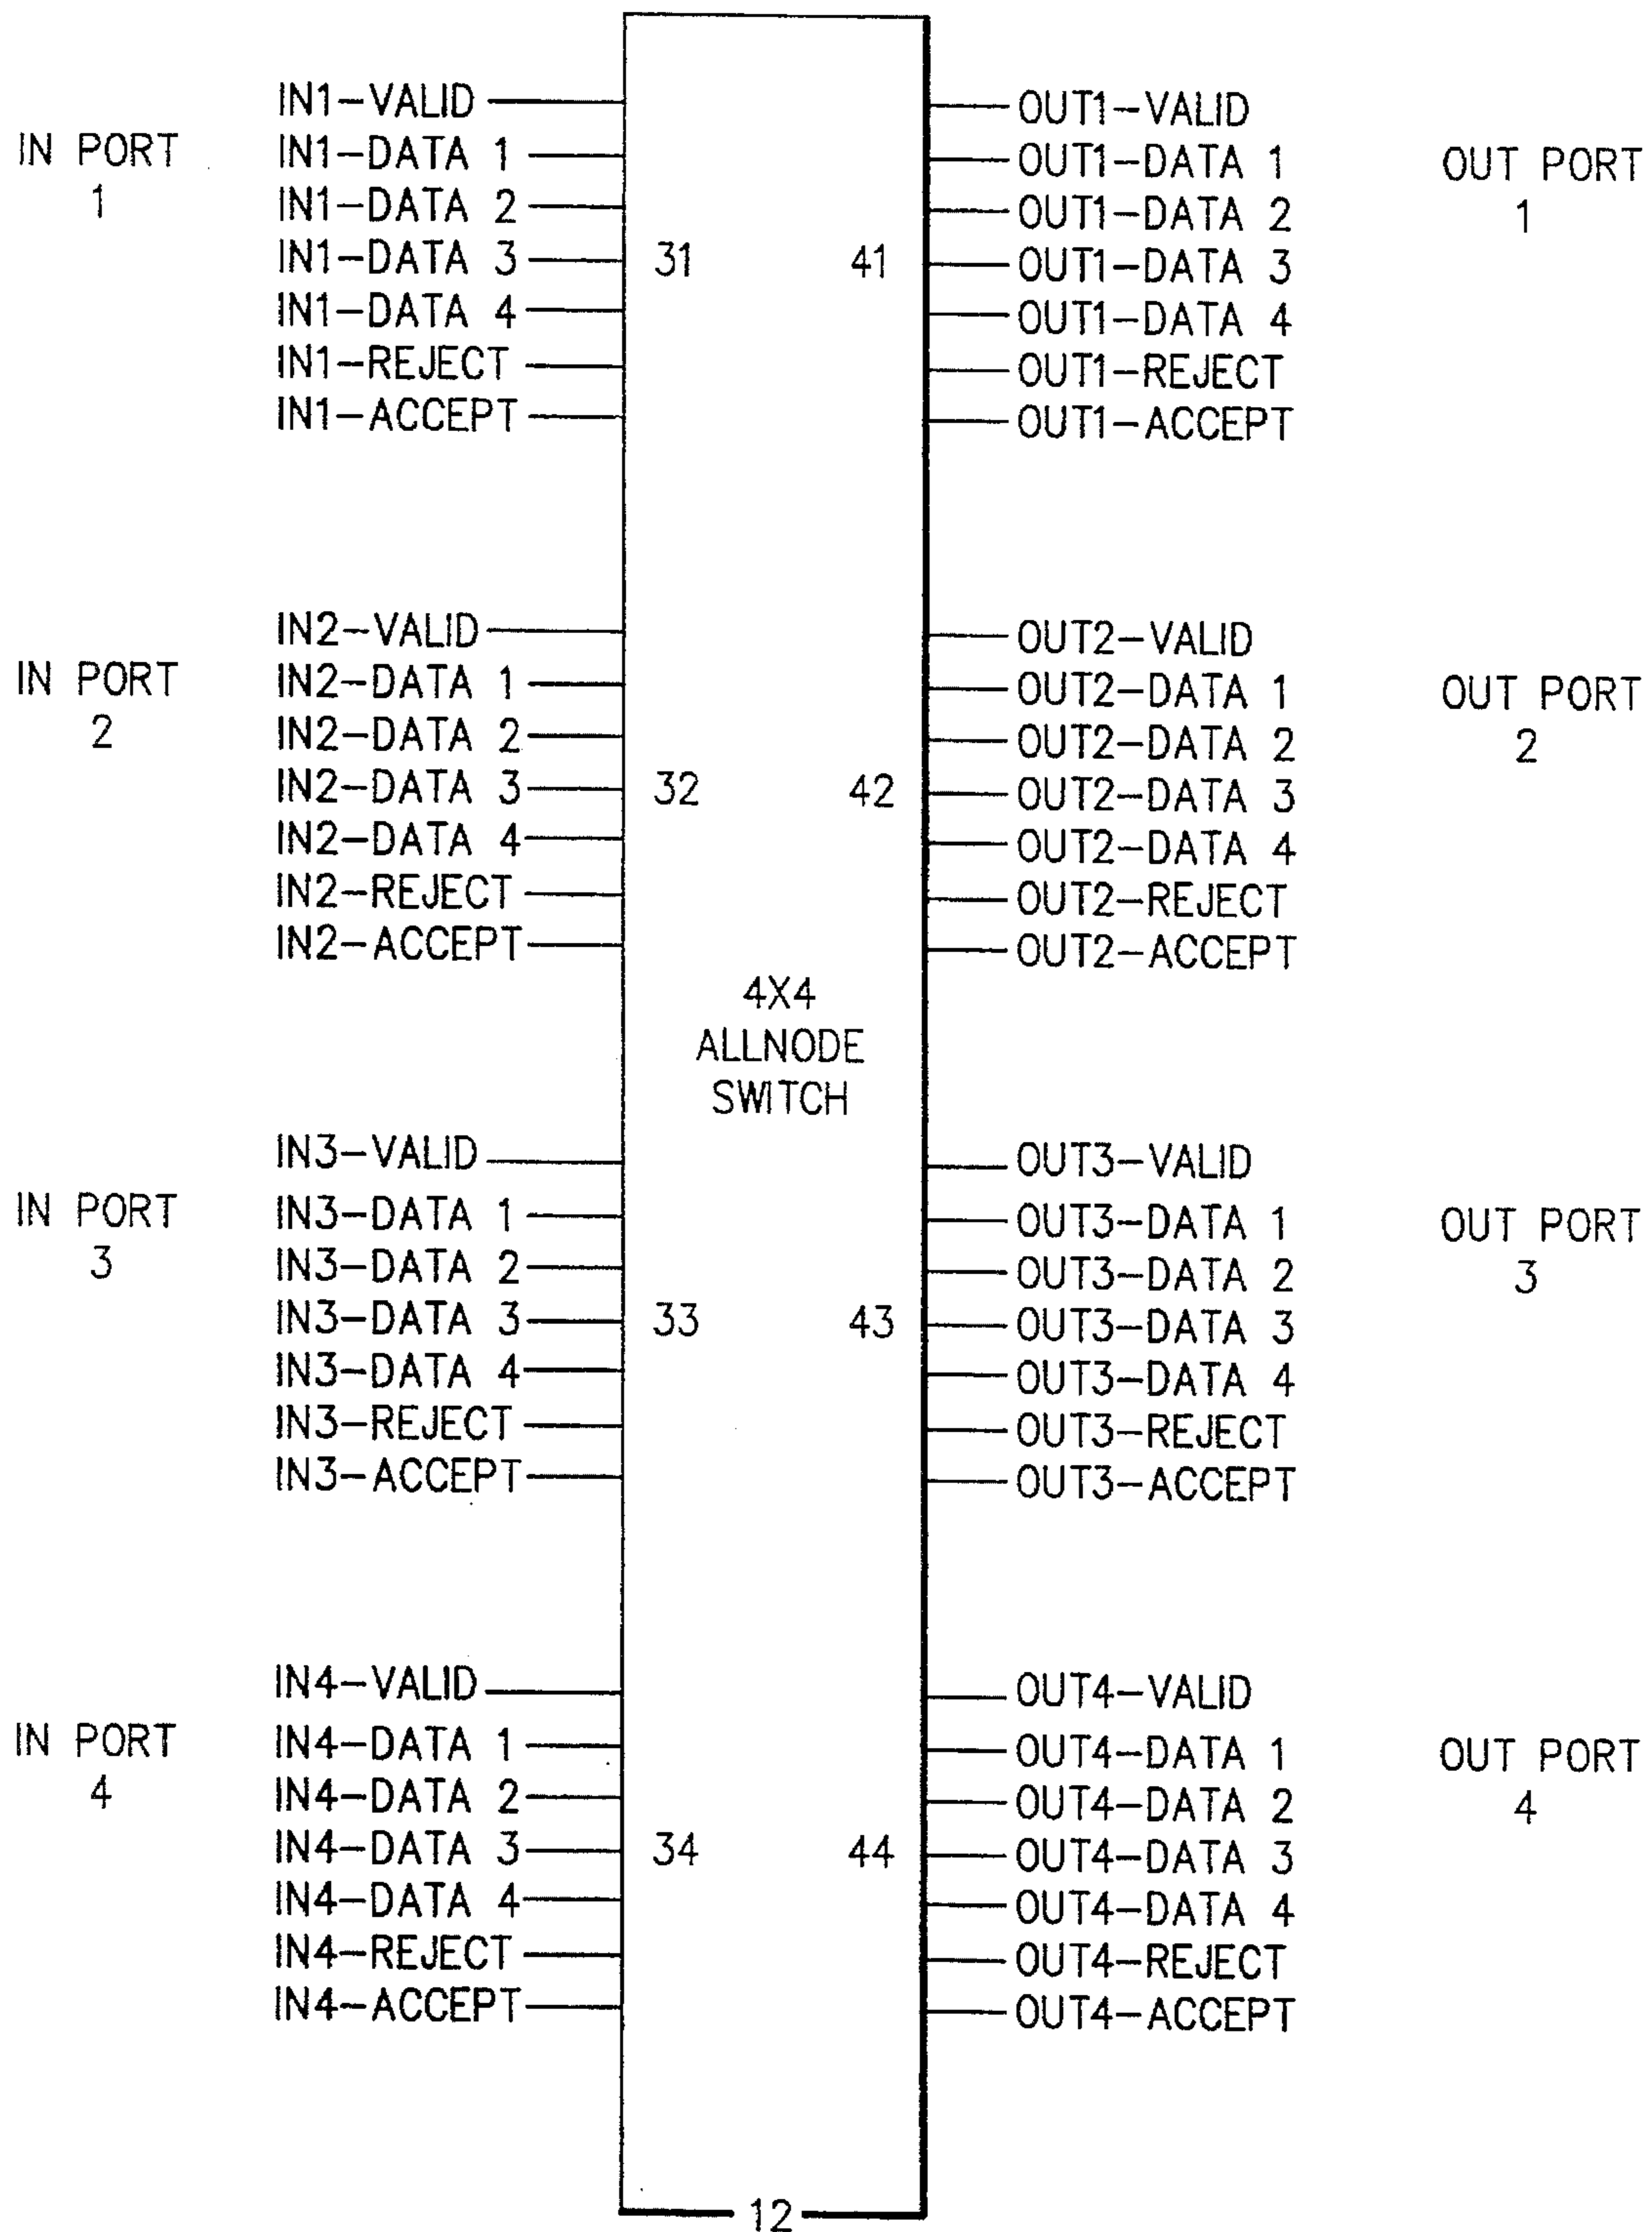 IN PORT
1
IN1-VALID
IN1-DATA 1
IN1-DATA 2
IN1-DATA 3
IN1-DATA 4
IN1-REJECT
IN1-ACCEPT
31
41
OUT1-VALID
OUT1-DATA 1
OUT1-DATA 2
OUT1-DATA 3
OUT1-DATA 4
OUT1-REJECT
OUT1-ACCEPT
OUT PORT
1
IN PORT
2
IN2-VALID
IN2-DATA 1
IN2-DATA 2
IN2-DATA 3
IN2-DATA 4
IN2-REJECT
IN2-ACCEPT
32
42
OUT2-VALID
OUT2-DATA 1
OUT2-DATA 2
OUT2-DATA 3
OUT2-DATA 4
OUT2-REJECT
OUT2-ACCEPT
OUT PORT
2
4X4
ALLNODE
SWITCH
IN PORT
3
IN3-VALID
IN3-DATA 1
IN3-DATA 2
IN3-DATA 3
IN3-DATA 4
IN3-REJECT
IN3-ACCEPT
33
43
OUT3-VALID
OUT3-DATA 1
OUT3-DATA 2
OUT3-DATA 3
OUT3-DATA 4
OUT3-REJECT
OUT3-ACCEPT
OUT PORT
3
IN PORT
4
IN4-VALID
IN4-DATA 1
IN4-DATA 2
IN4-DATA 3
IN4-DATA 4
IN4-REJECT
IN4-ACCEPT
34
44
OUT4-VALID
OUT4-DATA 1
OUT4-DATA 2
OUT4-DATA 3
OUT4-DATA 4
OUT4-REJECT
OUT4-ACCEPT
OUT PORT
4
12